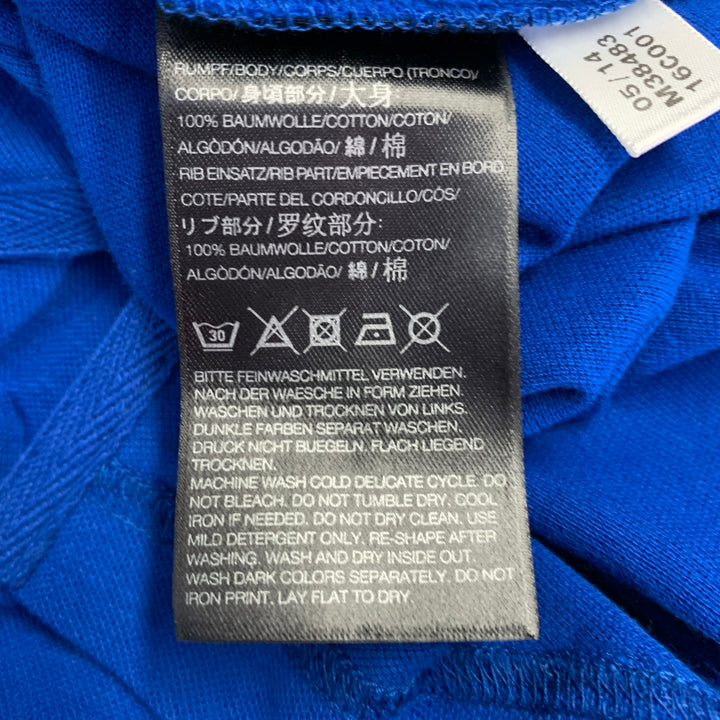 RUMPF/BODY/CORPS/CUERPO (TRONCO)/
CORPO/身頃部分/大身:
100% BAUMWOLLE/COTTON/COTON/
ALGÒDÓN/ALGODÃO/ 綿/棉
RIB EINSATZ/RIB PART/EMPIECEMENT EN BORD
COTE/PARTE DEL CORDONCILLO/CÓS/
リブ部分/罗纹部分:
100% BAUMWOLLE/COTTON/COTON/
ALGÒDÓN/ALGODÃO/ 綿/棉
30
BITTE FEINWASCHMITTEL VERWENDEN.
NACH DER WAESCHE IN FORM ZIEHEN.
WASCHEN UND TROCKNEN VON LINKS.
DUNKLE FARBEN SEPARAT WASCHEN.
DRUCK NICHT BUEGELN. FLACH LIEGEND
TROCKNEN.
MACHINE WASH COLD DELICATE CYCLE. DO
NOT BLEACH. DO NOT TUMBLE DRY. COOL
IRON IF NEEDED. DO NOT DRY CLEAN. USE
MILD DETERGENT ONLY. RE-SHAPE AFTER
WASHING. WASH AND DRY INSIDE OUT.
WASH DARK COLORS SEPARATELY. DO NOT
IRON PRINT. LAY FLAT TO DRY.
05/14
M38483
16C001